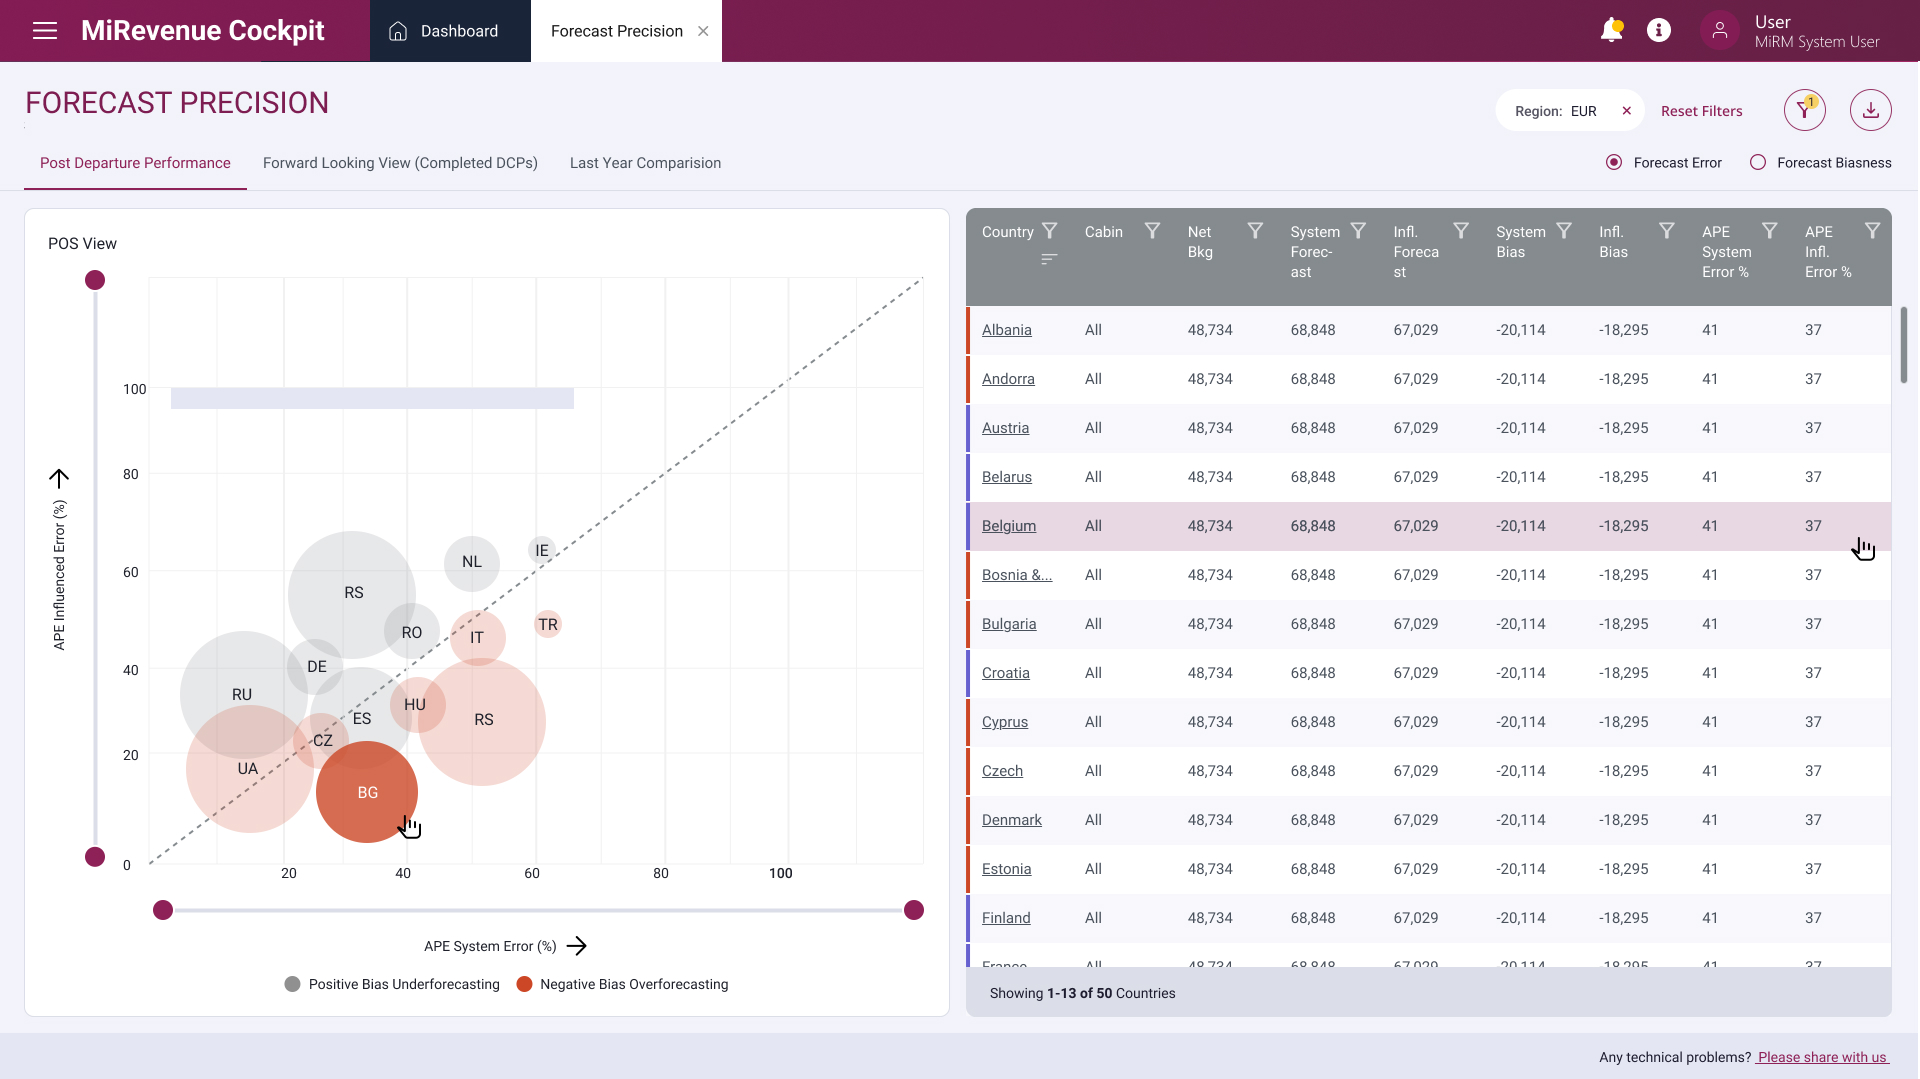 MiRevenue Cockpit
Dashboard
Forecast Precision
User
MiRM System User
FORECAST PRECISION
Region: EUR
Reset Filters
1
Post Departure Performance
Forward Looking View (Completed DCPs)
Last Year Comparision
Forecast Error
Forecast Biasness
POS View
100
80
60
40
20
0
APE Influenced Error (%)
RS
NL
IE
RO
IT
TR
DE
RU
ES
HU
RS
CZ
UA
BG
20
40
60
80
100
APE System Error (%)
Positive Bias Underforecasting
Negative Bias Overforecasting
Country Cabin Net System Infl. System Infl. APE APE
Bkg Forec- Foreca Bias Bias System Infl.
ast st Error % Error %
Albania All 48,734 68,848 67,029 -20,114 -18,295 41 37
Andorra All 48,734 68,848 67,029 -20,114 -18,295 41 37
Austria All 48,734 68,848 67,029 -20,114 -18,295 41 37
Belarus All 48,734 68,848 67,029 -20,114 -18,295 41 37
Belgium All 48,734 68,848 67,029 -20,114 -18,295 41 37
Bosnia &... All 48,734 68,848 67,029 -20,114 -18,295 41 37
Bulgaria All 48,734 68,848 67,029 -20,114 -18,295 41 37
Croatia All 48,734 68,848 67,029 -20,114 -18,295 41 37
Cyprus All 48,734 68,848 67,029 -20,114 -18,295 41 37
Czech All 48,734 68,848 67,029 -20,114 -18,295 41 37
Denmark All 48,734 68,848 67,029 -20,114 -18,295 41 37
Estonia All 48,734 68,848 67,029 -20,114 -18,295 41 37
Finland All 48,734 68,848 67,029 -20,114 -18,295 41 37
France All 48,734 68,848 67,029 -20,114 -18,295 41 37
Showing 1-13 of 50 Countries
Any technical problems? Please share with us